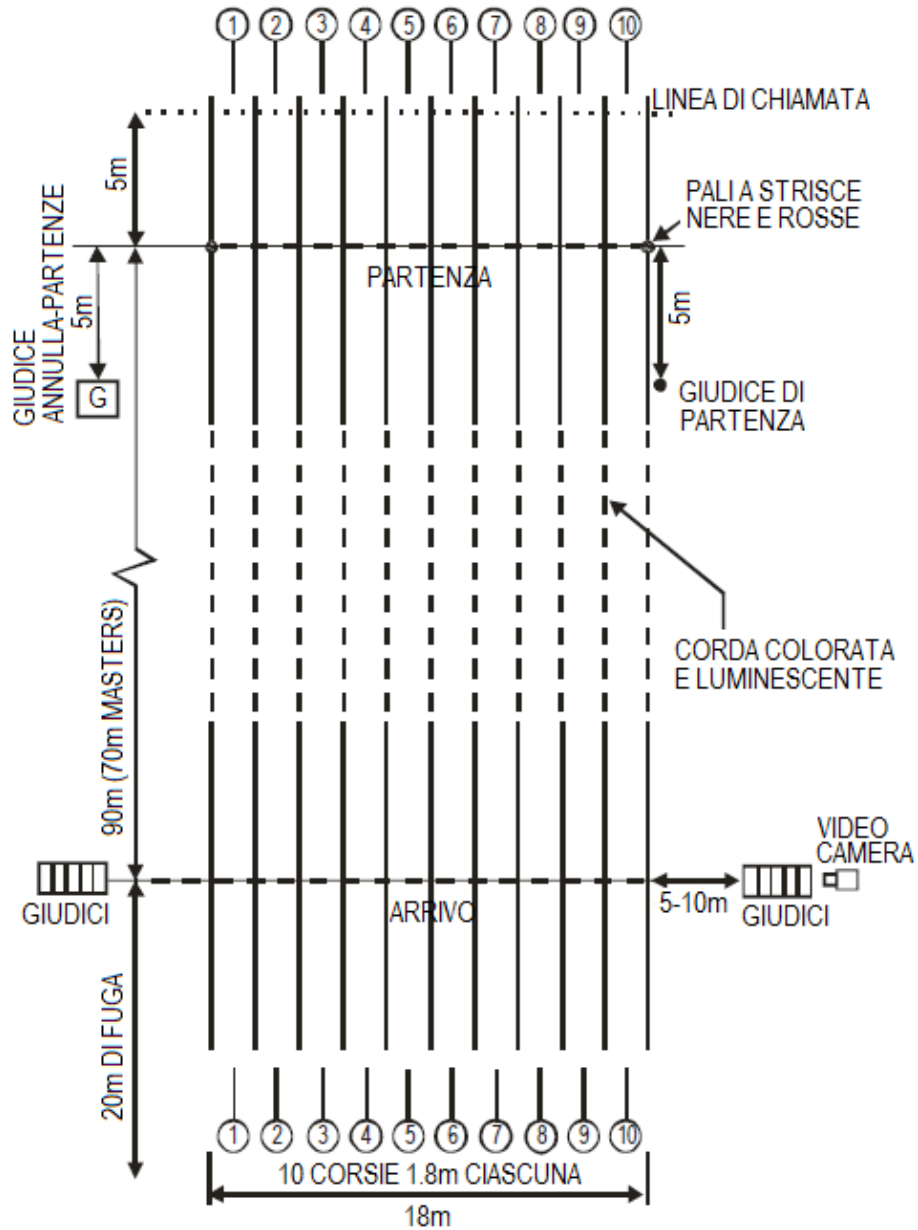 1 2 3 4 5 6 7 8 9 10
LINEA DI CHIAMATA
5m
PALI A STRISCE
NERE E ROSSE
PARTENZA
GIUDICE
ANNULLA-PARTENZE
5m
G
5m
GIUDICE DI
PARTENZA
CORDA COLORATA
E LUMINESCENTE
90m (70m MASTERS)
VIDEO
CAMERA
GIUDICI
ARRIVO
5-10m
GIUDICI
20m DI FUGA
1 2 3 4 5 6 7 8 9 10
10 CORSIE 1.8m CIASCUNA
18m